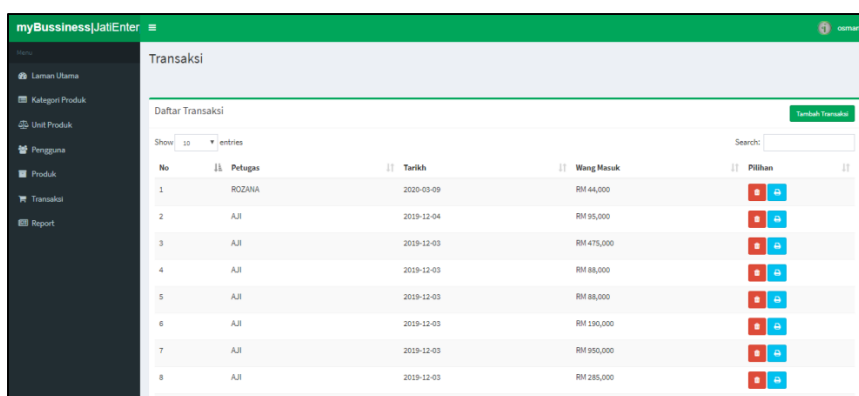 myBussiness|JatiEnter
osmar
Menu
Transaksi
Laman Utama
Kategori Produk
Unit Produk
Pengguna
Produk
Transaksi
Report
Daftar Transaksi
Tambah Transaksi
Show 10 entries
Search:
No Petugas Tarikh Wang Masuk Pilihan
1 ROZANA 2020-03-09 RM 44,000
2 AJI 2019-12-04 RM 95,000
3 AJI 2019-12-03 RM 475,000
4 AJI 2019-12-03 RM 88,000
5 AJI 2019-12-03 RM 88,000
6 AJI 2019-12-03 RM 190,000
7 AJI 2019-12-03 RM 950,000
8 AJI 2019-12-03 RM 285,000